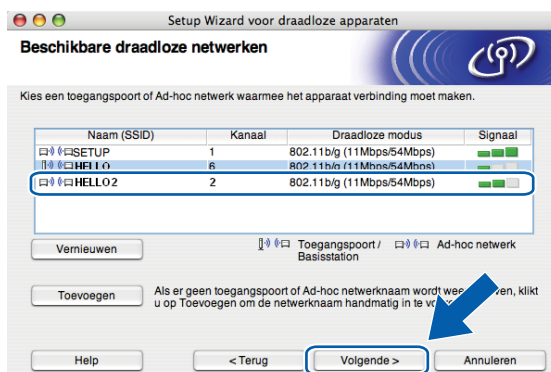 Setup Wizard voor draadloze apparaten
Beschikbare draadloze netwerken
Kies een toegangspoort of Ad-hoc netwerk waarmee het apparaat verbinding moet maken.
Naam (SSID) Kanaal Draadloze modus Signaal
SETUP 1 802.11b/g (11Mbps/54Mbps)
HELLO 6 802.11b/g (11Mbps/54Mbps)
HELLO2 2 802.11b/g (11Mbps/54Mbps)
Vernieuwen
Toegangspoort / Ad-hoc netwerk
Basisstation
Toevoegen
Als er geen toegangspoort of Ad-hoc netwerknaam wordt ven, klikt
u op Toevoegen om de netwerknaam handmatig in te
Help < Terug Volgende > Annuleren